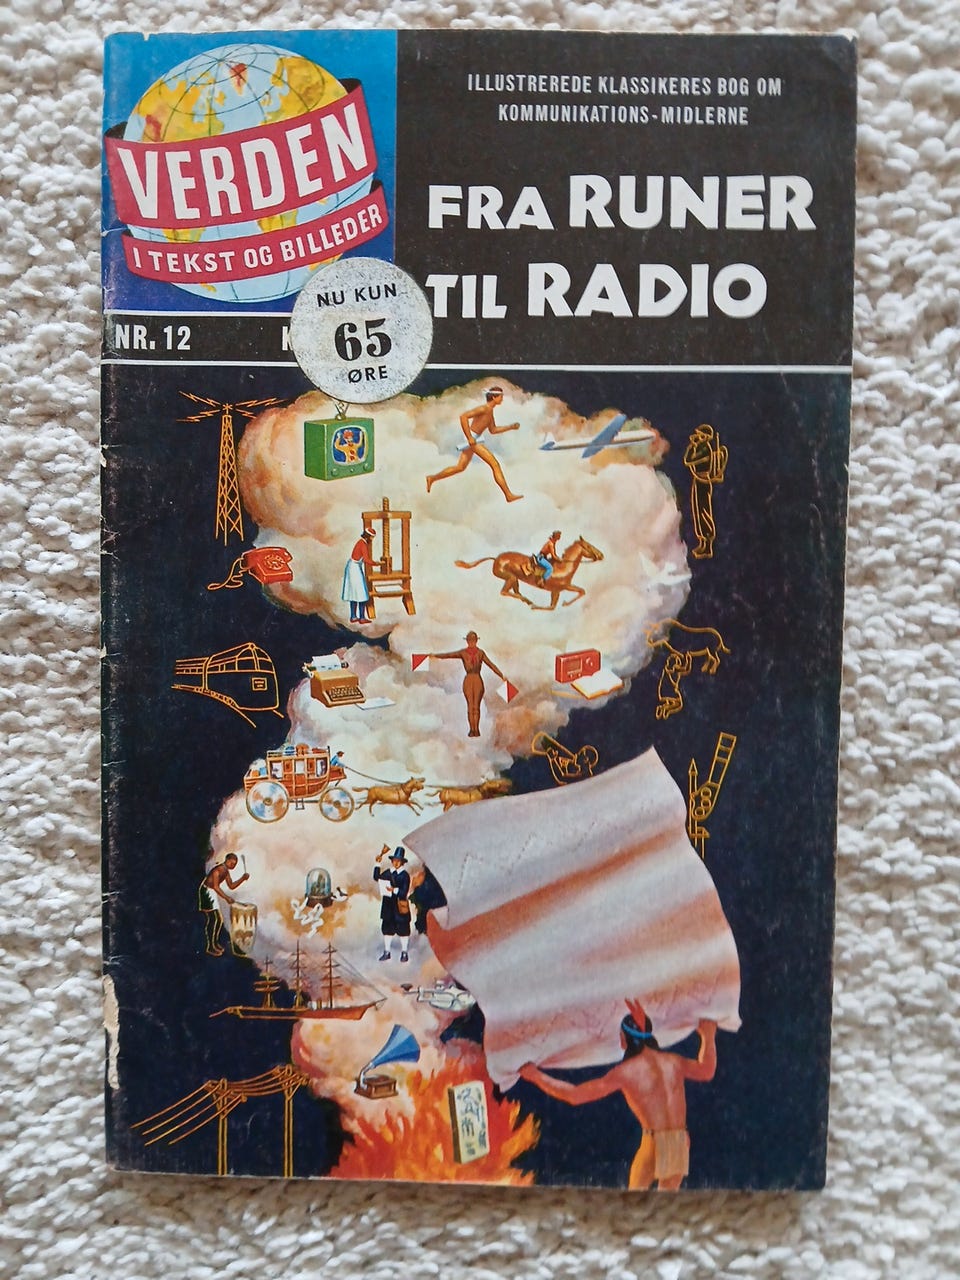 VERDEN
I TEKST OG BILLEDER
NR. 12
NU KUN
65
ØRE
ILLUSTREREDE KLASSIKERES BOG OM
KOMMUNIKATIONS-MIDLERNE
FRA RUNER
TIL RADIO